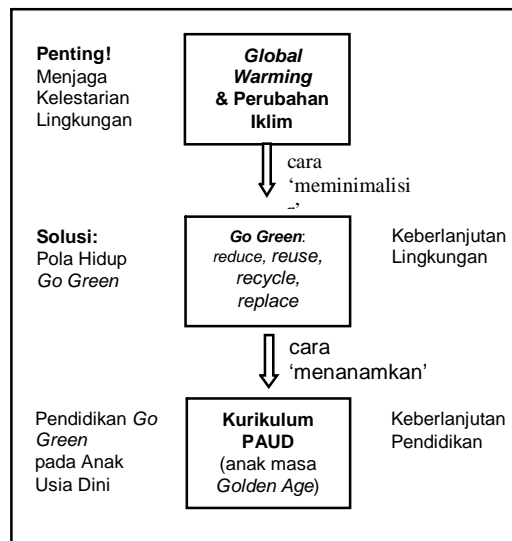 Penting!
Menjaga
Kelestarian
Lingkungan
Global
Warming
& Perubahan
Iklim
cara
‘meminimalisi
r’
Solusi:
Pola Hidup
Go Green
Go Green:
reduce, reuse,
recycle,
replace
Keberlanjutan
Lingkungan
cara
‘menanamkan’
Pendidikan Go
Green
pada Anak
Usia Dini
Kurikulum
PAUD
(anak masa
Golden Age)
Keberlanjutan
Pendidikan